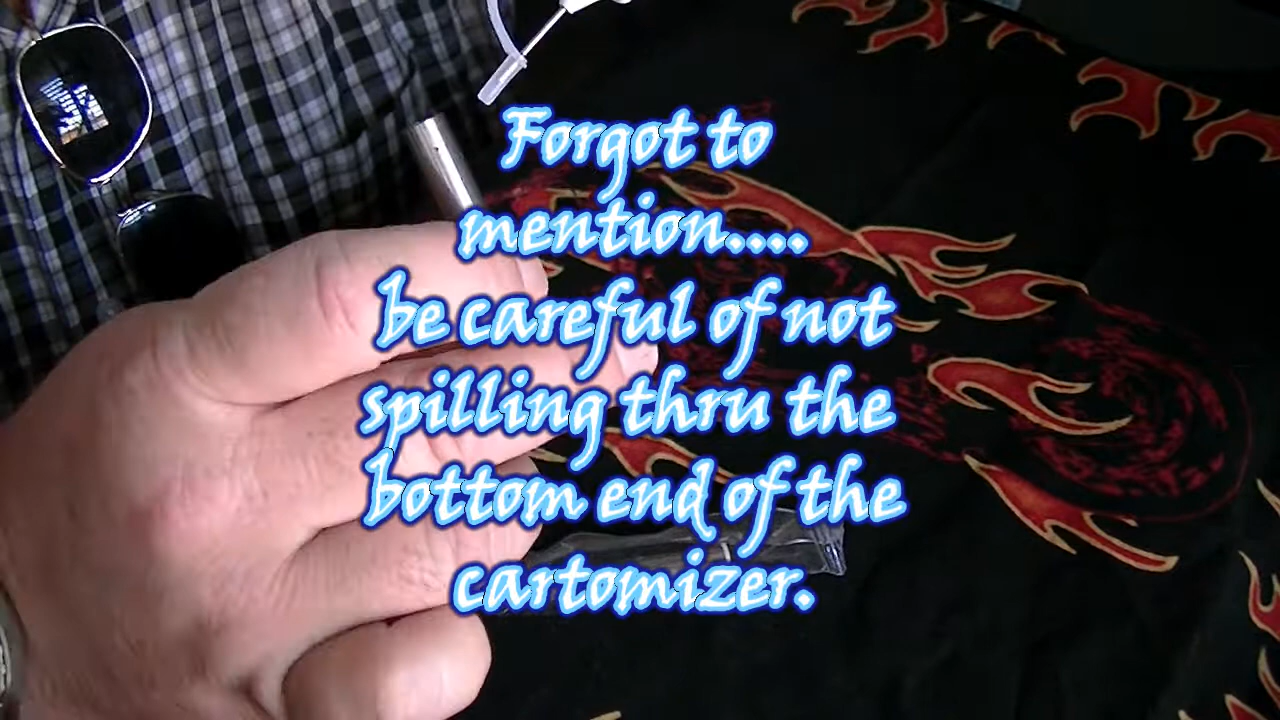 Forgot to
mention....
be careful of not
spilling thru the
bottom end of the
cartomizer.